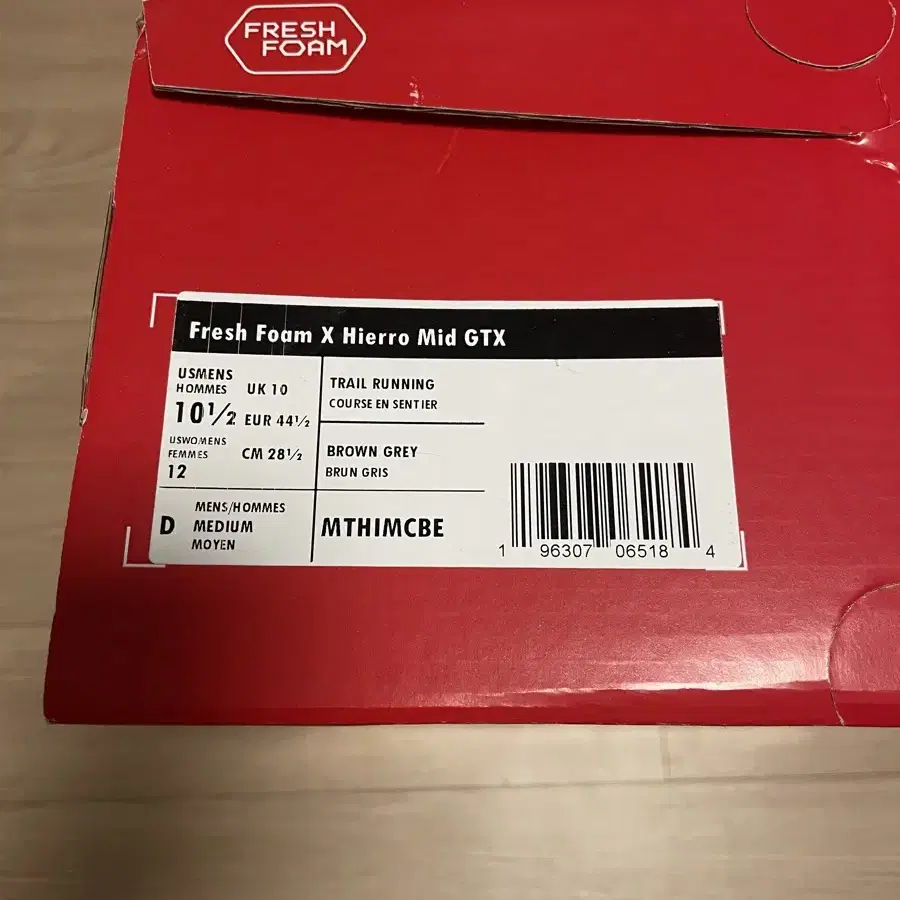 FRESH
FOAM
Fresh Foam X Hierro Mid GTX
USMENS
HOMMES
UK 10
10½
EUR 44½
USWOMENS
FEMMES
CM 28½
12
TRAIL RUNNING
COURSE EN SENTIER
BROWN GREY
BRUN GRIS
D
MENS/HOMMES
MEDIUM
MOYEN
MTHIMCBE
1 96307 06518 4